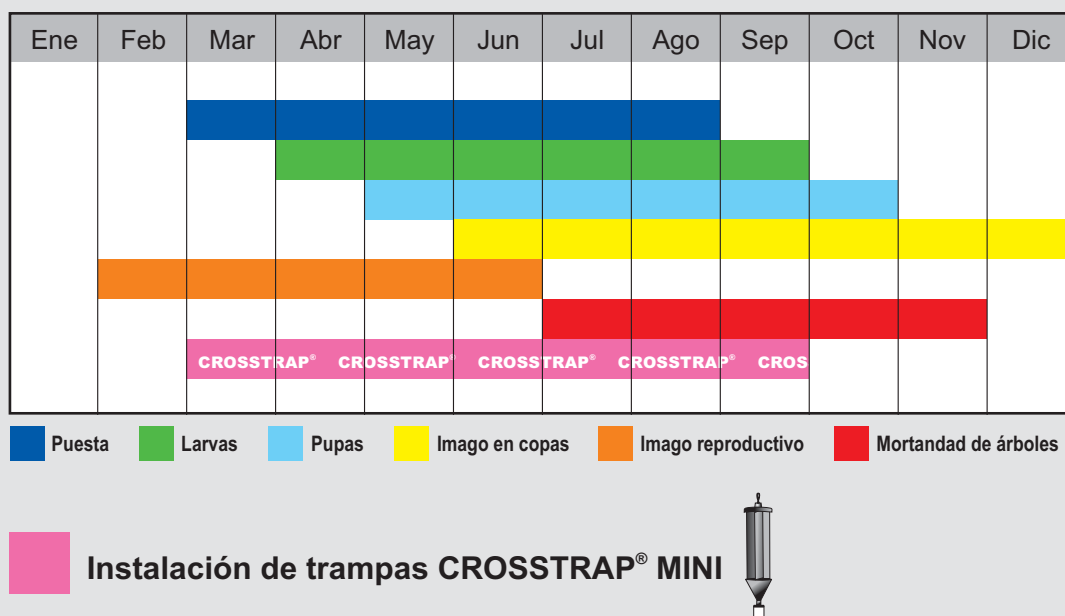 Ene Feb Mar Abr May Jun Jul Ago Sep Oct Nov Dic
CROSSTRAP® CROSSTRAP® CROSSTRAP® CROSSTRAP® CROS
Puesta Larvas Pupas Imago en copas Imago reproductivo Mortandad de árboles
Instalación de trampas CROSSTRAP® MINI